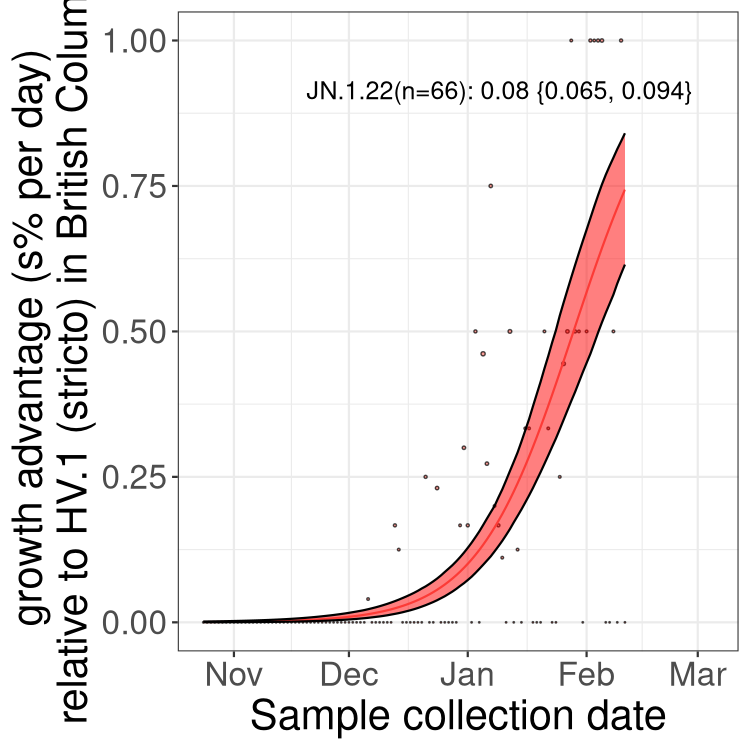 growth advantage (s% per day)
relative to HV.1 (stricto) in British Colum
1.00
0.75
0.50
0.25
0.00
JN.1.22(n=66): 0.08 {0.065, 0.094}
Nov Dec Jan Feb Mar
Sample collection date